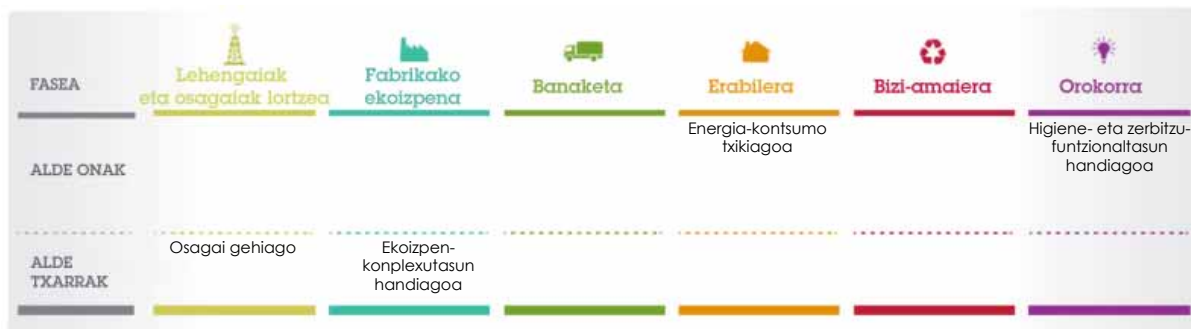 FASEA
Lehengaiak
eta osagaiak lortzea
Fabrikako
ekoizpena
Banaketa
Erabilera
Bizi-amaiera
Orokorra
ALDE ONAK
Energia-kontsumo
txikiagoa
Higiene- eta zerbitzu-
funtzionaltasun
handiagoa
ALDE
TXARRAK
Osagai gehiago
Ekoizpen-
konplexutasun
handiagoa